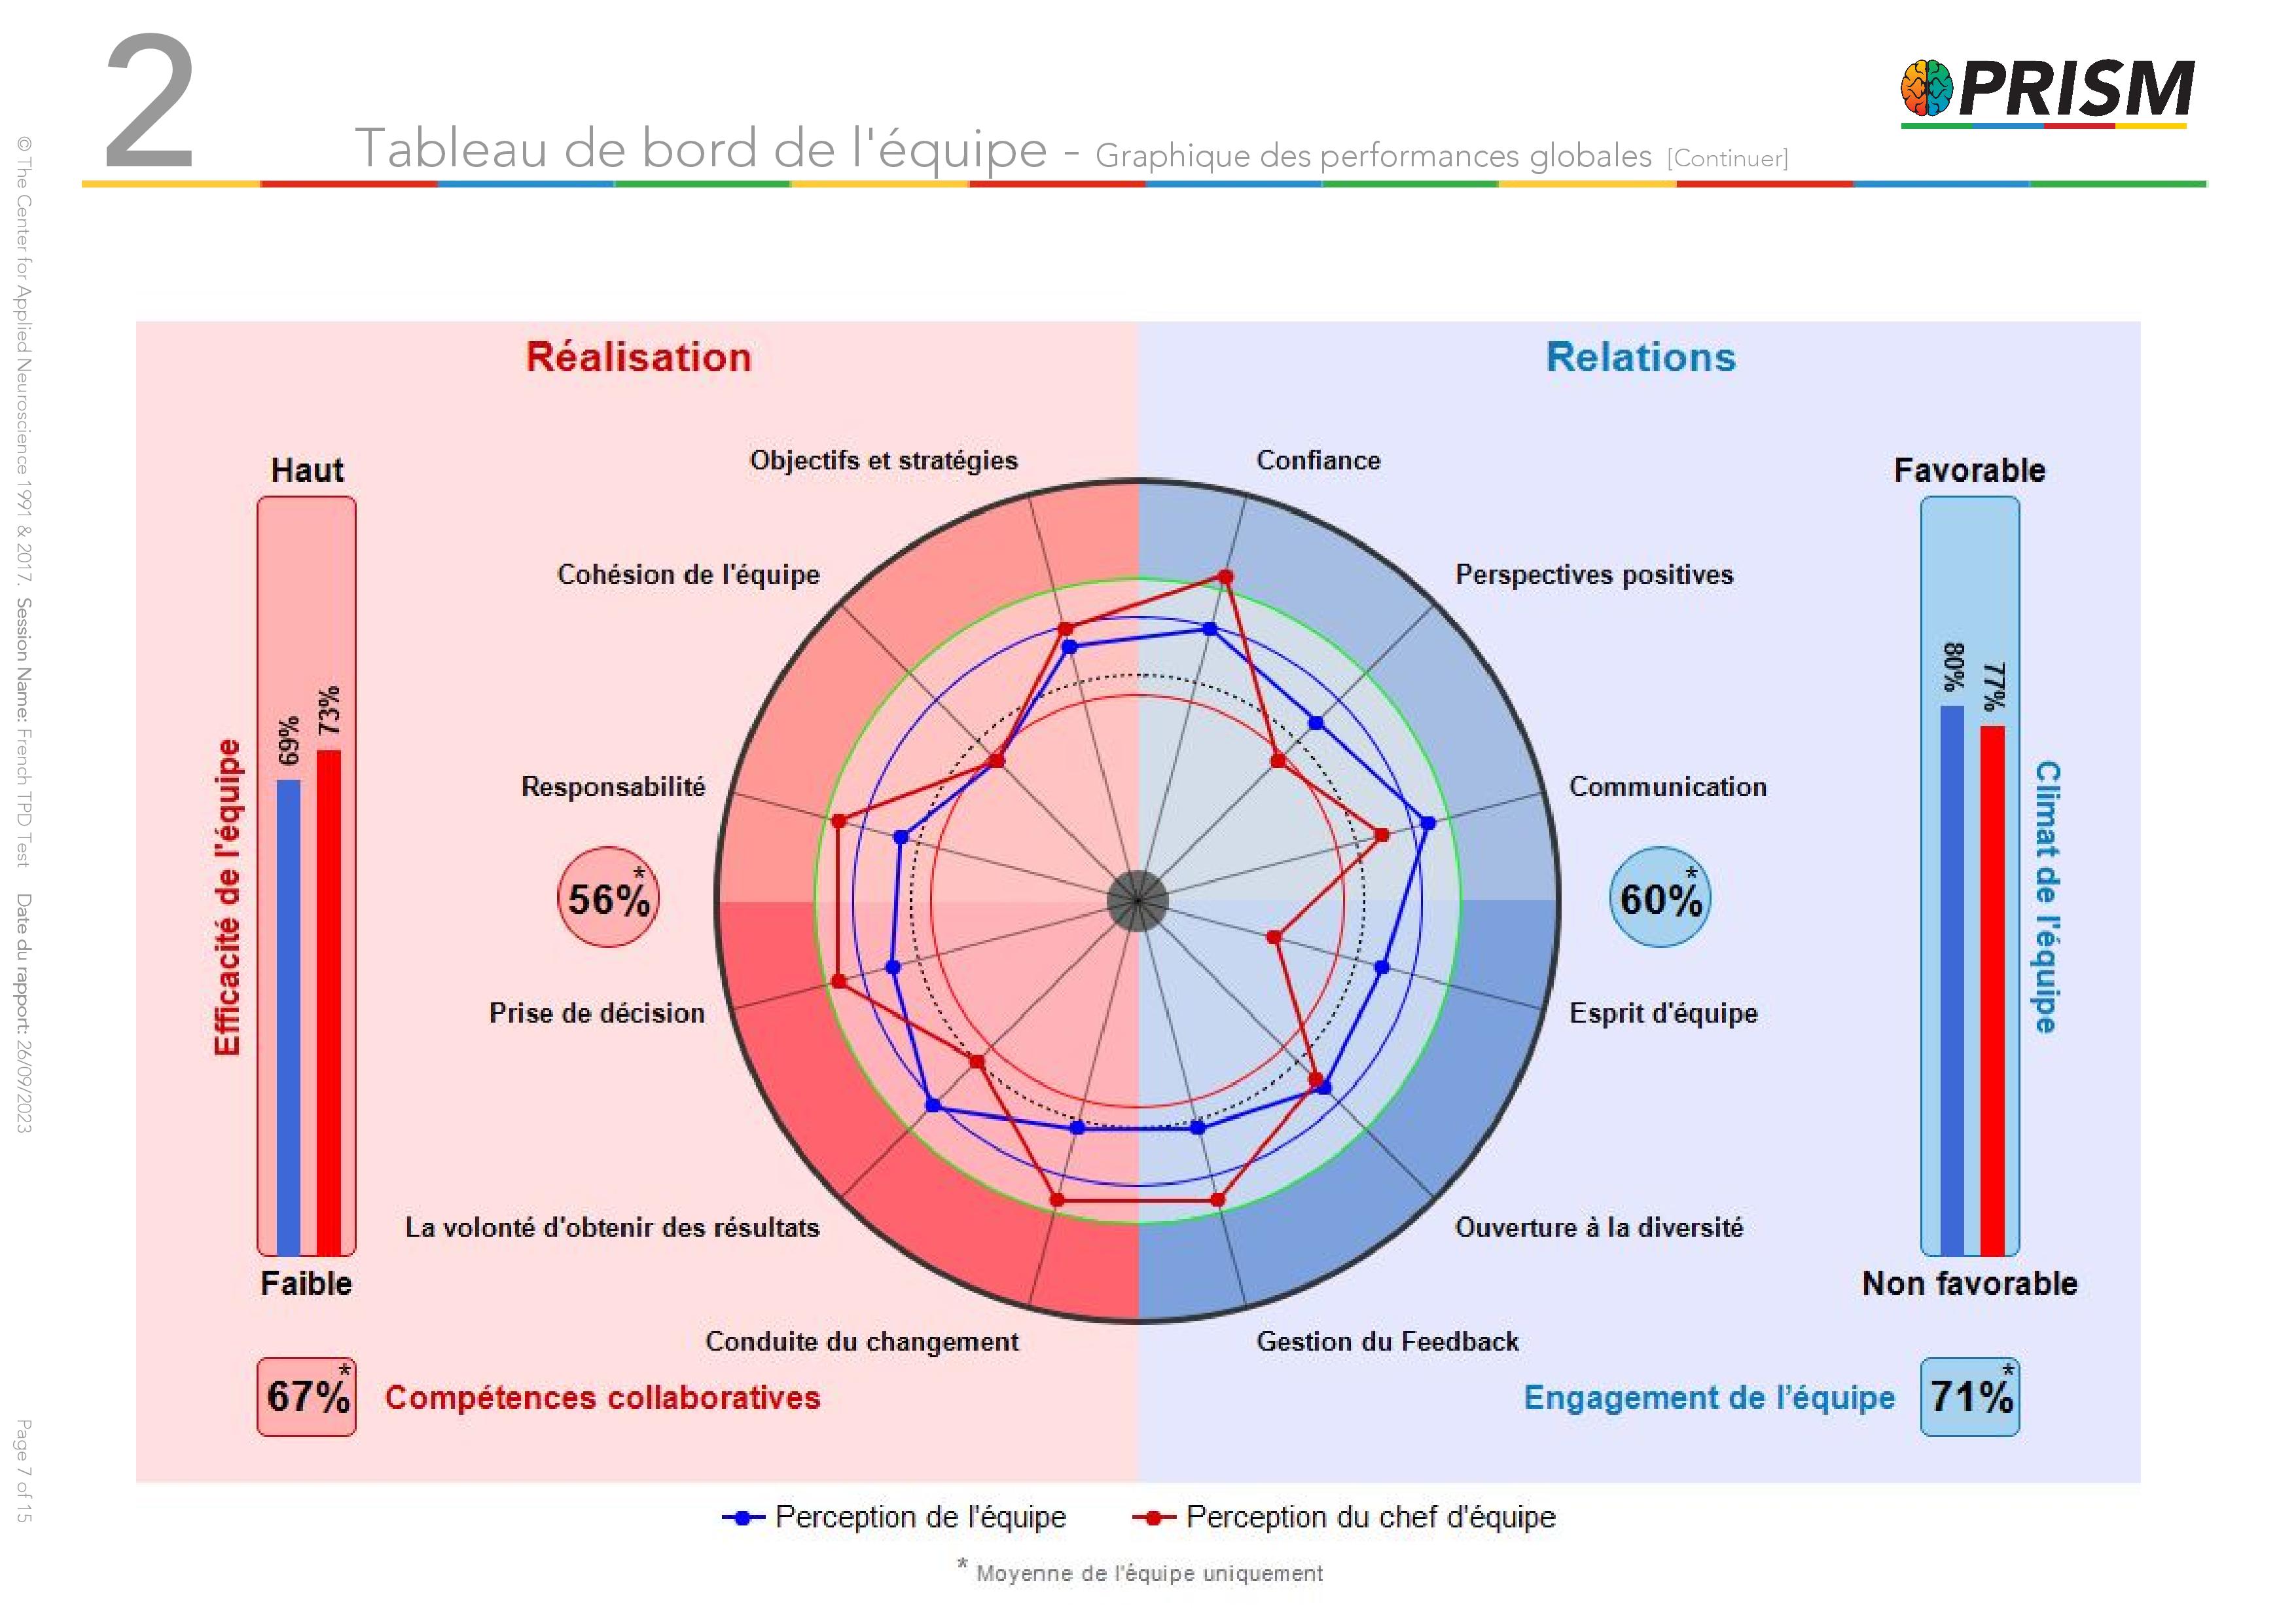 2
PRISM
Tableau de bord de l'équipe - Graphique des performances globales [Continuer]
© The Center for Applied Neuroscience 1991 & 2017. Session Name: French TPD Test Date du rapport: 26/09/2023 Page 7 of 15
Réalisation
Relations
Objectifs et stratégies
Confiance
Haut
Favorable
Cohésion de l'équipe
Perspectives positives
80%
77%
69%
73%
Responsabilité
Communication
Efficacité de l'équipe
56%*
60%*
Climat de l'équipe
Prise de décision
Esprit d'équipe
La volonté d'obtenir des résultats
Ouverture à la diversité
Faible
Non favorable
Conduite du changement
Gestion du Feedback
67%* Compétences collaboratives
Engagement de l'équipe 71%*
Perception de l'équipe
Perception du chef d'équipe
* Moyenne de l'équipe uniquement